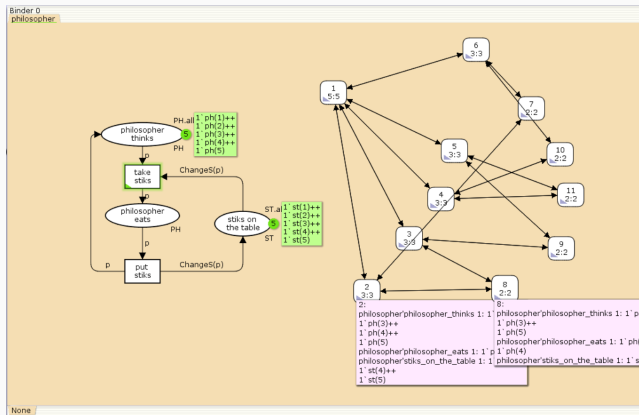 Binder 0
philosopher
PH.all
1`ph(1)++
1`ph(2)++
1`ph(3)++
1`ph(4)++
1`ph(5)
philosopher
thinks
5
PH
p
take
stiks
ChangeS(p)
p
philosopher
eats
PH
ST.al
1`st(1)++
1`st(2)++
1`st(3)++
1`st(4)++
1`st(5)
stiks on
the table
5
ST
p
put
stiks
p
ChangeS(p)
6
3:3
1
5:5
7
2:2
5
3:3
10
2:2
4
3:3
11
2:2
3
3:3
9
2:2
2
3:3
8
2:2
2:
philosopher'philosopher_thinks 1: 1`
1`ph(3)++
1`ph(4)++
1`ph(5)
philosopher'philosopher_eats 1: 1`p
philosopher'stiks_on_the_table 1: 1`
1`st(4)++
1`st(5)
8:
philosopher'philosopher_thinks 1: 1`p
1`ph(3)++
1`ph(5)
philosopher'philosopher_eats 1: 1`ph(
1`ph(4)
philosopher'stiks_on_the_table 1: 1`s
None